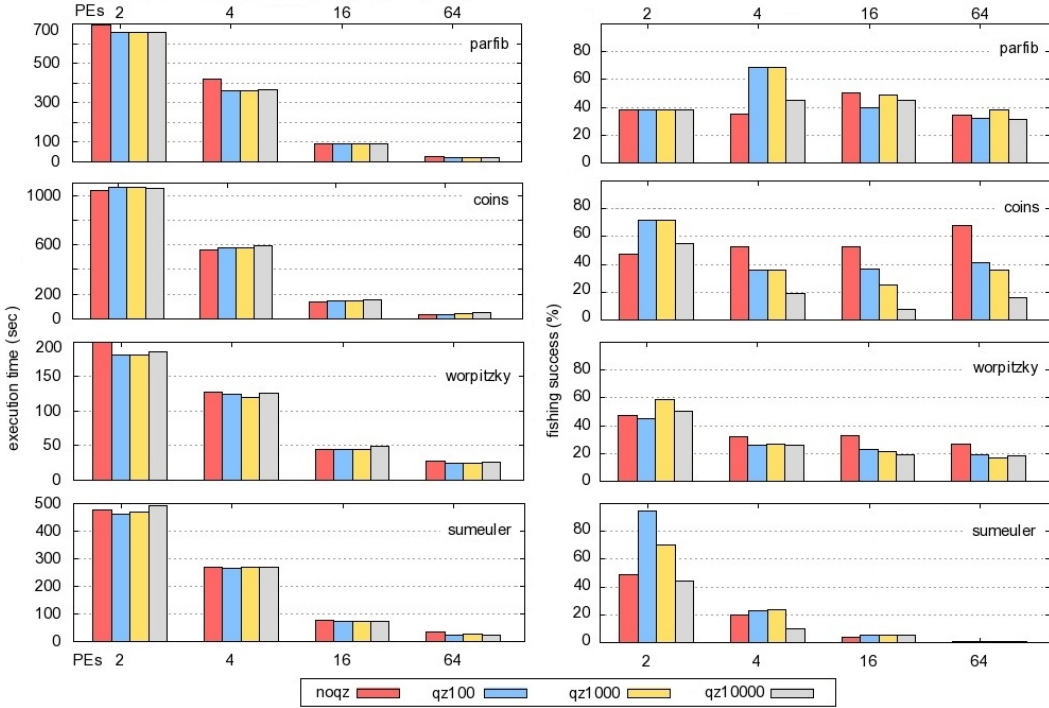 PEs 2 4 16 64
700
500
300
100
0
parfib
1000
600
200
0
coins
200
150
100
50
0
worpitzky
500
400
300
200
100
0
sumeuler
PEs 2 4 16 64
execution time (sec)
2 4 16 64
80
60
40
20
0
parfib
80
60
40
20
0
coins
80
60
40
20
0
worpitzky
80
60
40
20
0
sumeuler
2 4 16 64
fishing success (%)
noqz qz100 qz1000 qz10000